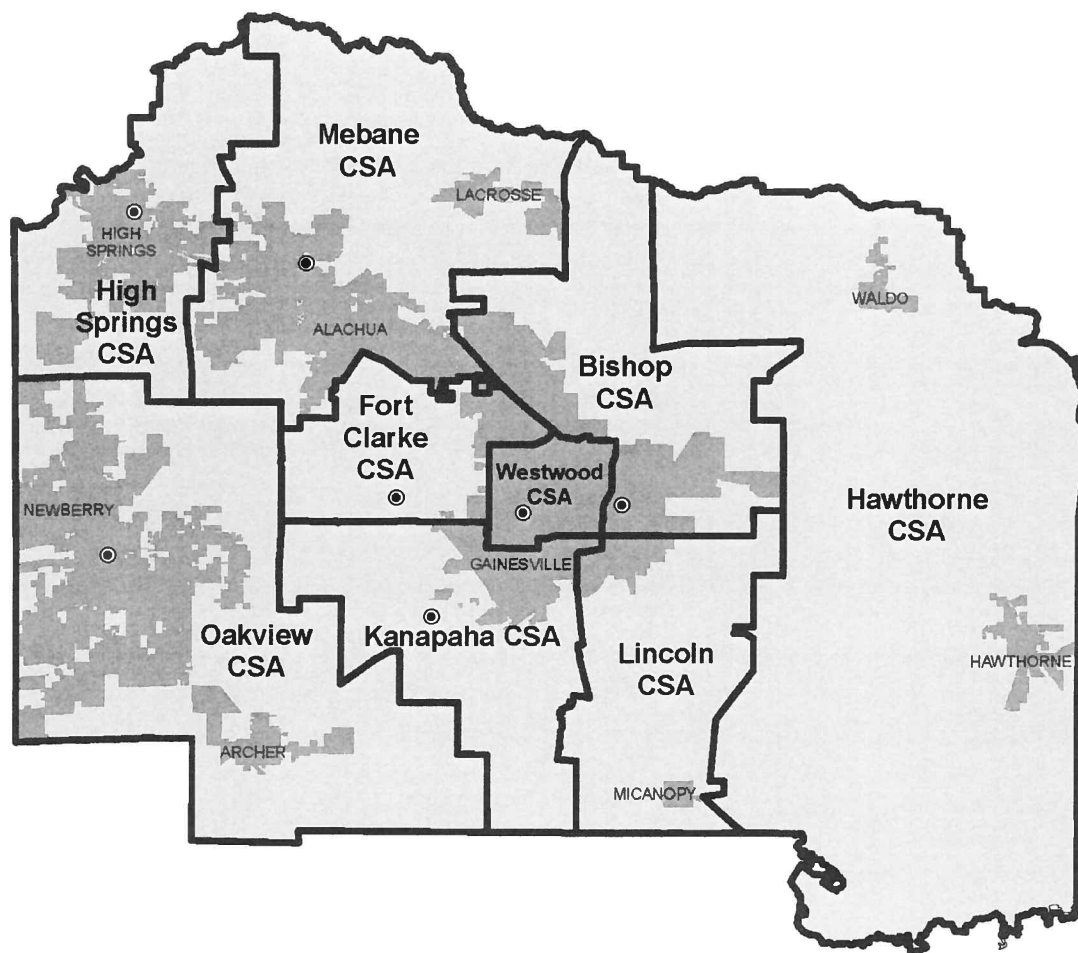 Mebane
CSA
LACROSSE
HIGH
SPRINGS
High
Springs
CSA
ALACHUA
WALDO
Bishop
CSA
Fort
Clarke
CSA
Westwood
CSA
Hawthorne
CSA
NEWBERRY
GAINESVILLE
Oakview
CSA
Kanapaha CSA
Lincoln
CSA
HAWTHORNE
ARCHER
MICANOPY